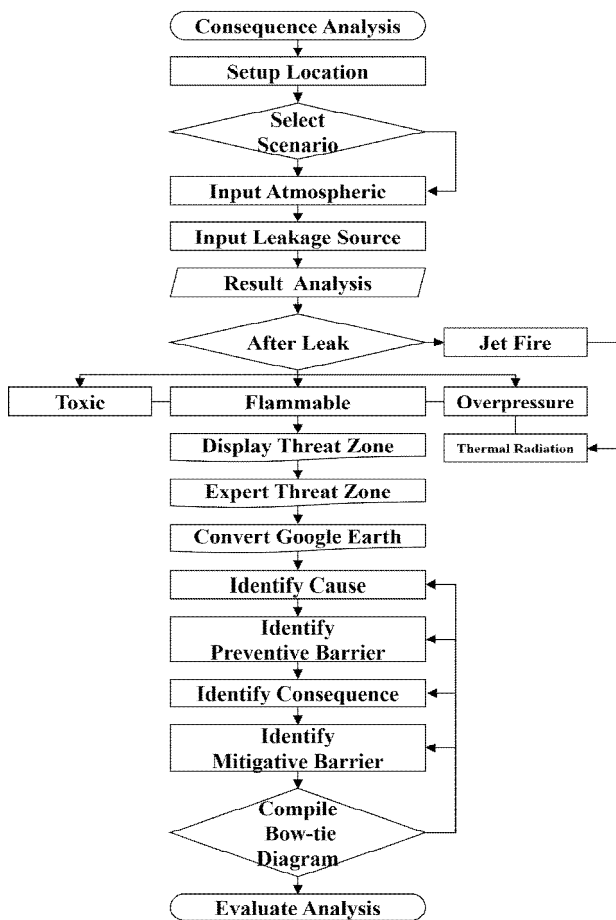 Consequence Analysis
Setup Location
Select
Scenario
Input Atmospheric
Input Leakage Source
Result Analysis
After Leak
Jet Fire
Toxic
Flammable
Overpressure
Display Threat Zone
Thermal Radiation
Expert Threat Zone
Convert Google Earth
Identify Cause
Identify
Preventive Barrier
Identify Consequence
Identify
Mitigative Barrier
Compile
Bow-tie
Diagram
Evaluate Analysis